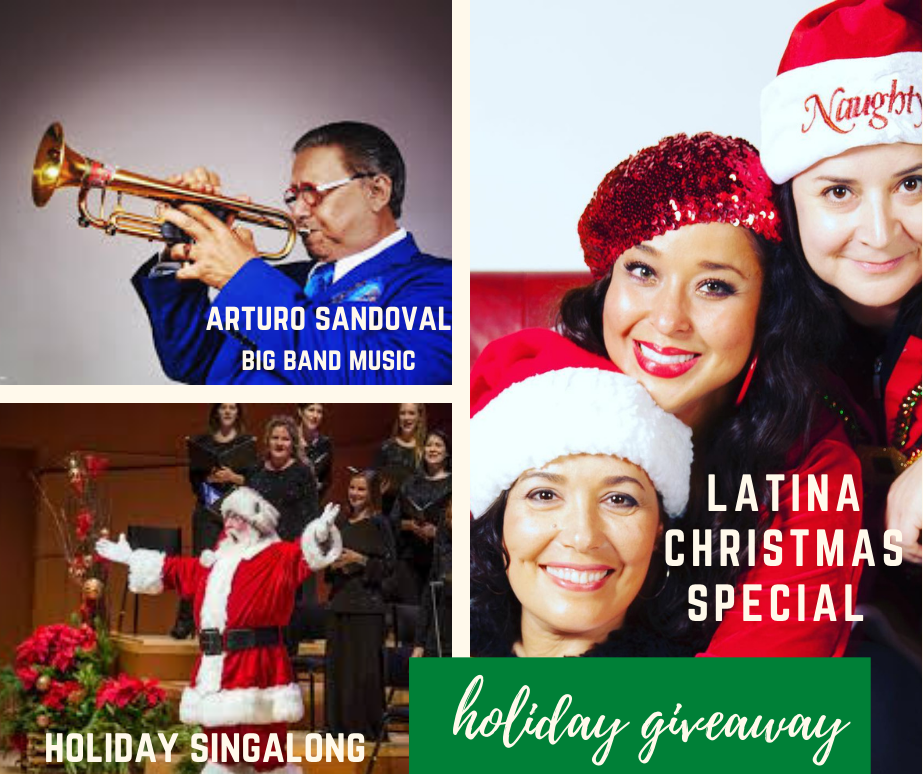 ARTURO SANDOVAL
BIG BAND MUSIC
Naughty
LATINA
CHRISTMAS
SPECIAL
HOLIDAY SINGALONG
holiday giveaway